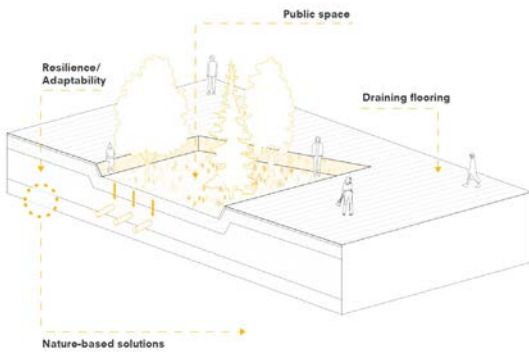 Public space
Resilience/
Adaptability
Draining flooring
Nature-based solutions